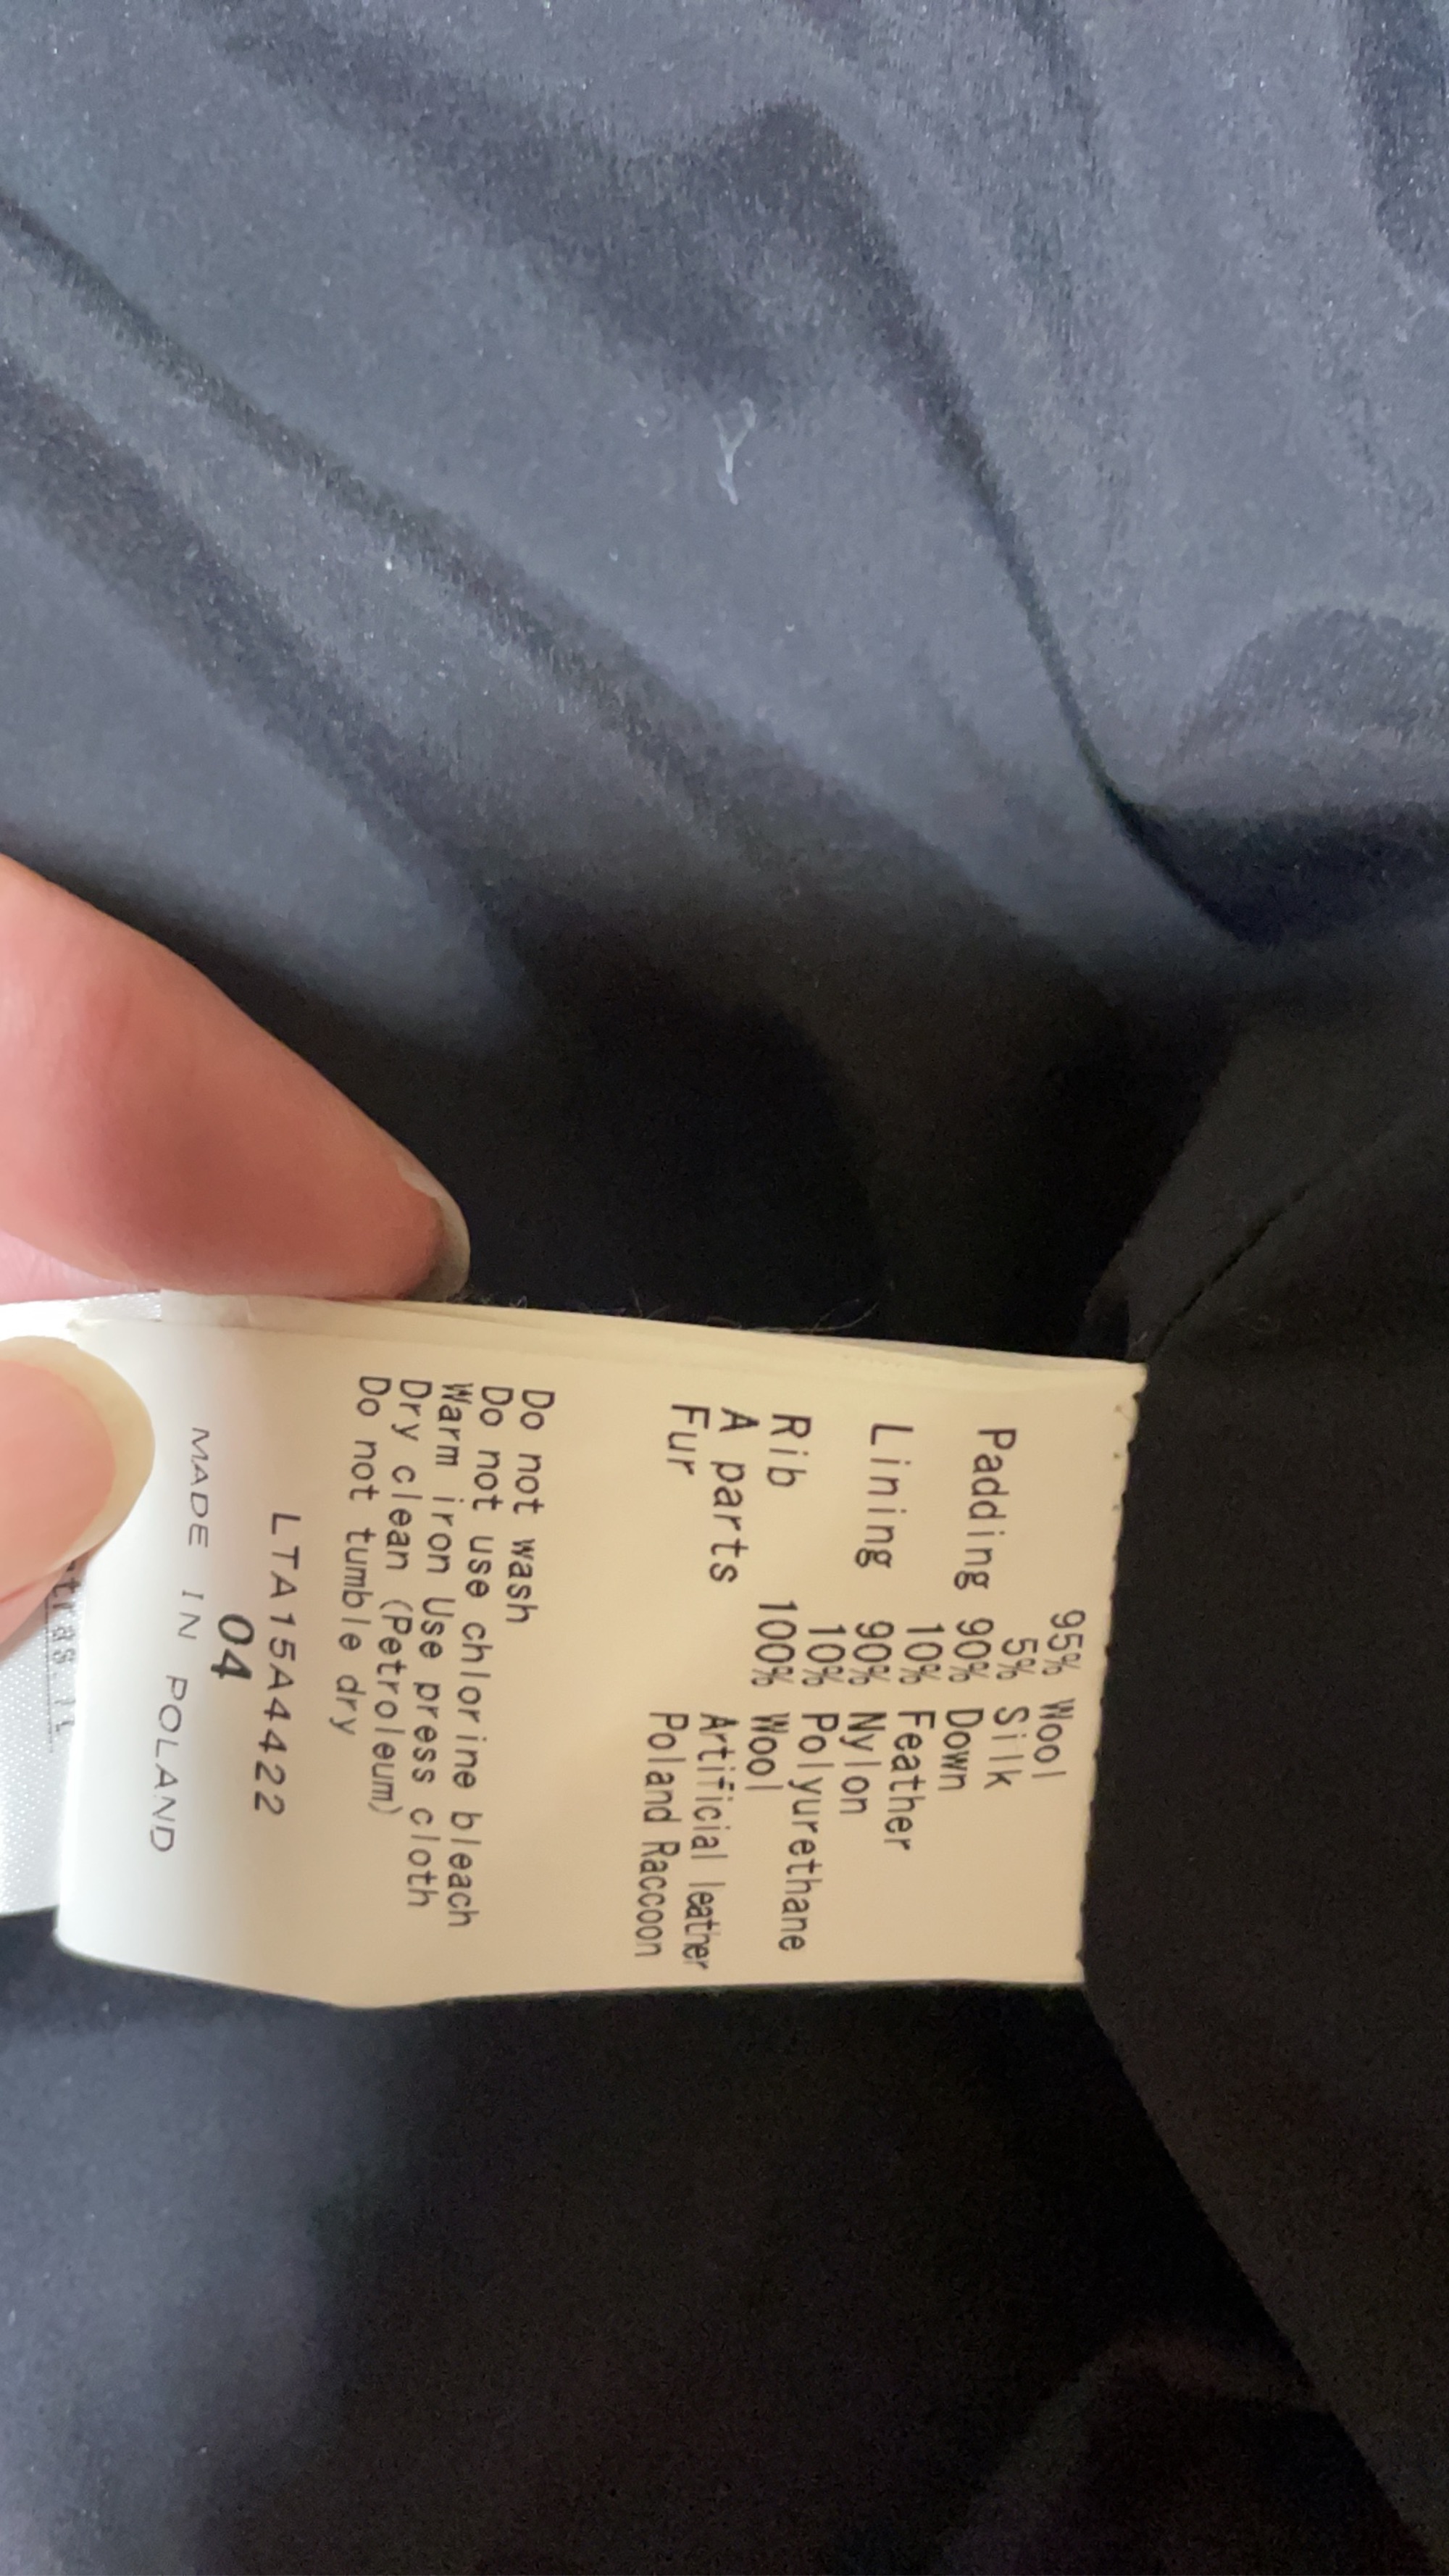 95% Wool
5% Silk
Padding 90% Down
10% Feather
Lining 90% Nylon
10% Polyurethane
Rib 100% Wool
A parts Artificial leather
Fur Poland Raccoon
Do not wash
Do not use chlorine bleach
Warm iron Use press cloth
Dry clean (Petroleum)
Do not tumble dry
LTA15A4422
04
MADE IN POLAND